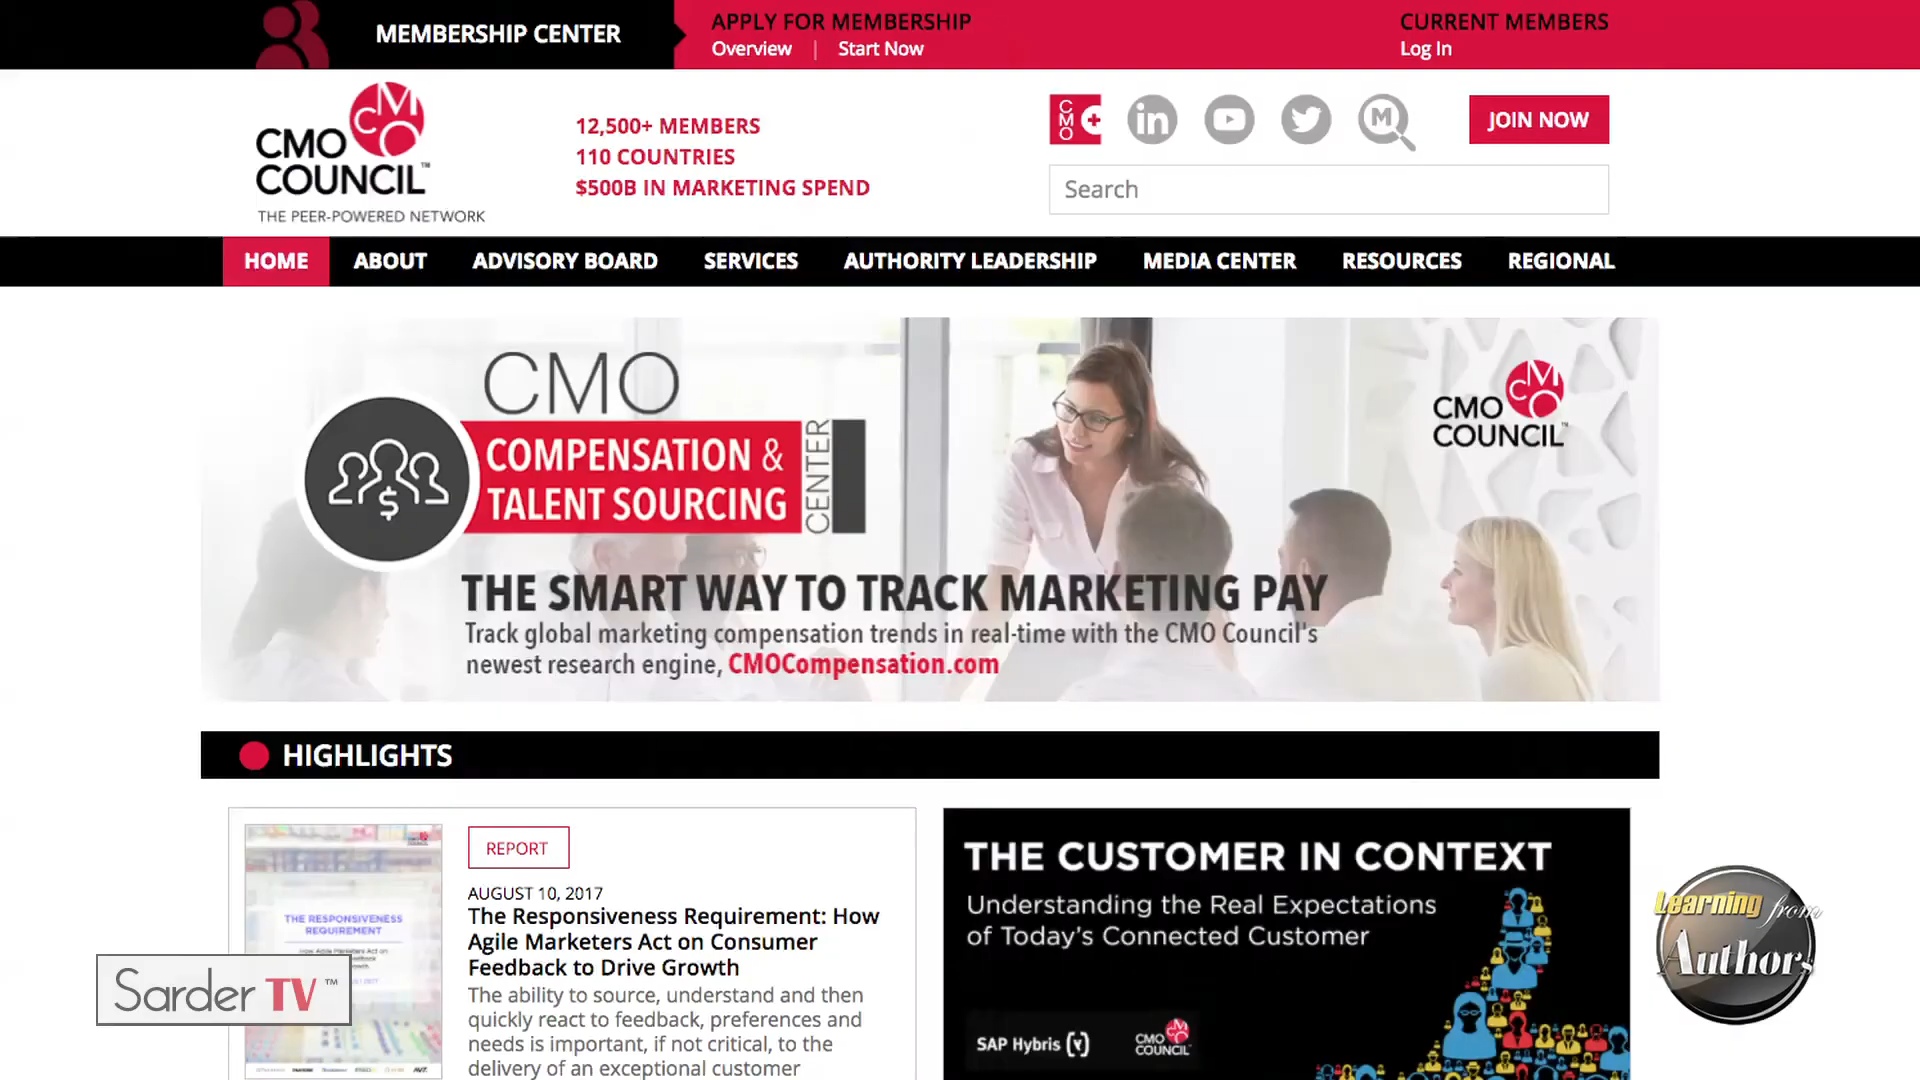 MEMBERSHIP CENTER
APPLY FOR MEMBERSHIP
Overview | Start Now
CURRENT MEMBERS
Log In
CMO
COUNCIL™
THE PEER-POWERED NETWORK
12,500+ MEMBERS
110 COUNTRIES
$500B IN MARKETING SPEND
CMO
JOIN NOW
Search
HOME ABOUT ADVISORY BOARD SERVICES AUTHORITY LEADERSHIP MEDIA CENTER RESOURCES REGIONAL
CMO
COMPENSATION &
TALENT SOURCING
CENTER
CMO
COUNCIL™
THE SMART WAY TO TRACK MARKETING PAY
Track global marketing compensation trends in real-time with the CMO Council's
newest research engine, CMOCompensation.com
HIGHLIGHTS
THE RESPONSIVENESS
REQUIREMENT
REPORT
AUGUST 10, 2017
The Responsiveness Requirement: How
Agile Marketers Act on Consumer
Feedback to Drive Growth
The ability to source, understand and then
quickly react to feedback, preferences and
needs is important, if not critical, to the
delivery of an exceptional customer
THE CUSTOMER IN CONTEXT
Understanding the Real Expectations
of Today's Connected Customer
SAP Hybris
CMO
COUNCIL
Sarder TV™
Learning from
Authors